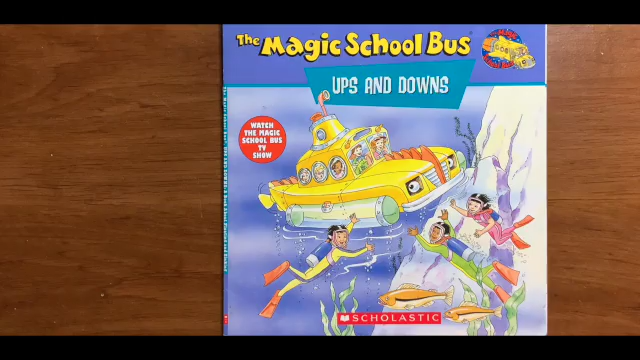 The Magic School Bus
UPS AND DOWNS
WATCH
THE MAGIC
SCHOOL BUS
TV
SHOW
SCHOLASTIC